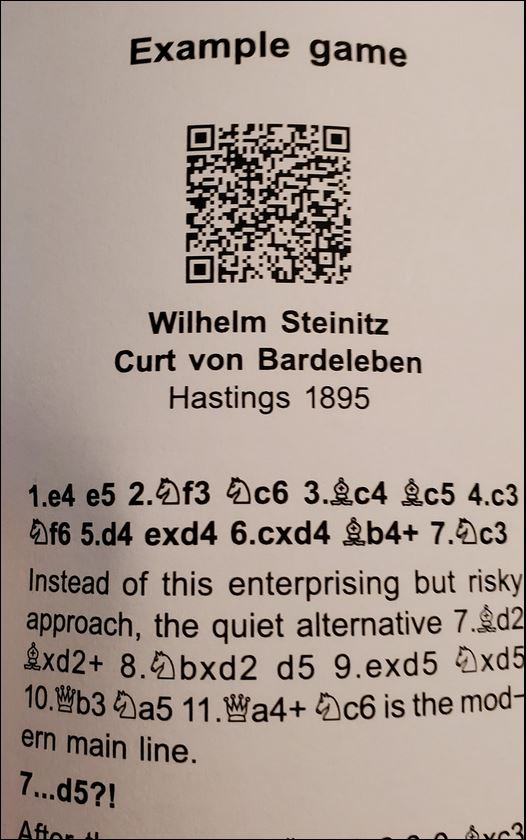 Example game
Wilhelm Steinitz
Curt von Bardeleben
Hastings 1895
1.e4 e5 2.♘f3 ♘c6 3.♗c4 ♗c5 4.c3
♘f6 5.d4 exd4 6.cxd4 ♗b4+ 7.♘c3
Instead of this enterprising but risky
approach, the quiet alternative 7.♗d2
♗xd2+ 8.♘bxd2 d5 9.exd5 ♘xd5
10.♕b3 ♘a5 11.♕a4+ ♘c6 is the mod-
ern main line.
7...d5?!
After